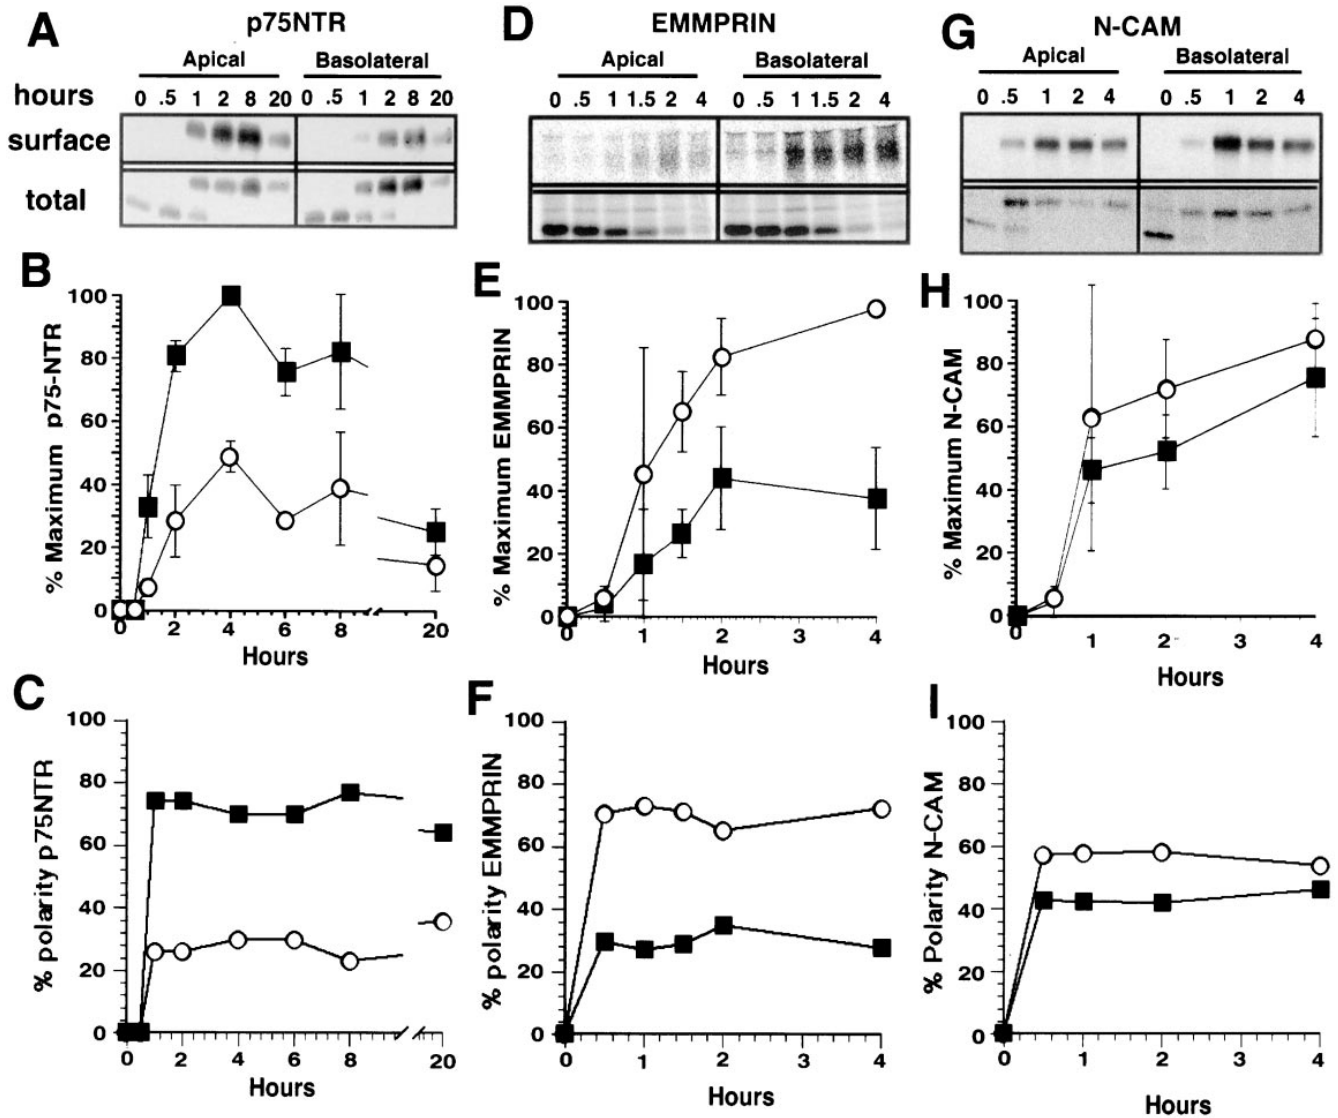 A
p75NTR
Apical
Basolateral
hours
0 .5 1 2 8 20
0 .5 1 2 8 20
surface
total
D
EMMPRIN
Apical
Basolateral
0 .5 1 1.5 2 4
0 .5 1 1.5 2 4
G
N-CAM
Apical
Basolateral
0 .5 1 2 4
0 .5 1 2 4
B
% Maximum p75-NTR
100
80
60
40
20
0
0 2 4 6 8 20
Hours
E
% Maximum EMMPRIN
100
80
60
40
20
0
0 1 2 3 4
Hours
H
% Maximum N-CAM
100
80
60
40
20
0
0 1 2 3 4
Hours
C
% polarity p75NTR
100
80
60
40
20
0
0 2 4 6 8 20
Hours
F
% polarity EMMPRIN
100
80
60
40
20
0
0 1 2 3 4
Hours
I
% Polarity N-CAM
100
80
60
40
20
0
0 1 2 3 4
Hours